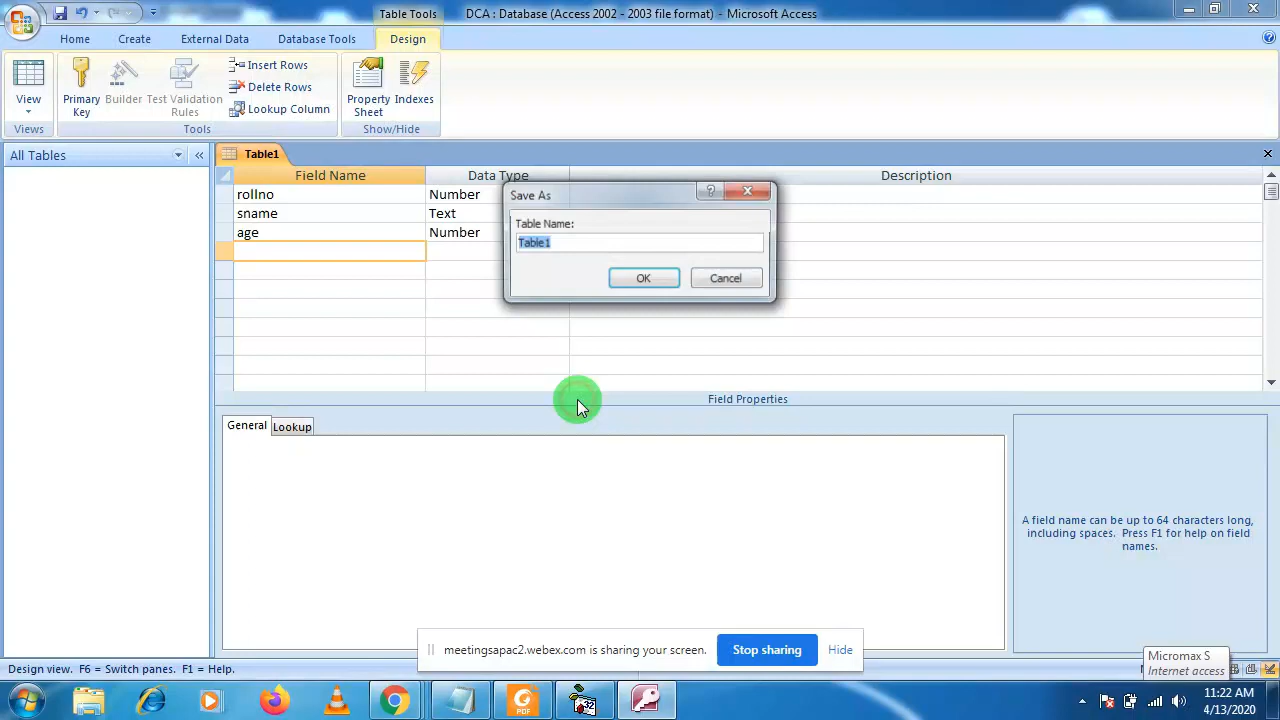 Table Tools
DCA : Database (Access 2002 - 2003 file format) - Microsoft Access
Home
Create
External Data
Database Tools
Design
View
Primary Key
Builder
Test Validation Rules
Insert Rows
Delete Rows
Lookup Column
Property Sheet
Indexes
Views
Tools
Show/Hide
All Tables
«
Table1
Field Name
Data Type
Description
rollno
Number
sname
Text
age
Number
Save As
Table Name:
Table1
OK
Cancel
Field Properties
General
Lookup
A field name can be up to 64 characters long,
including spaces. Press F1 for help on field
names.
meetingsapac2.webex.com is sharing your screen.
Stop sharing
Hide
Micromax S
Internet access
Design view. F6 = Switch panes. F1 = Help.
PDF
32
11:22 AM
4/13/2020